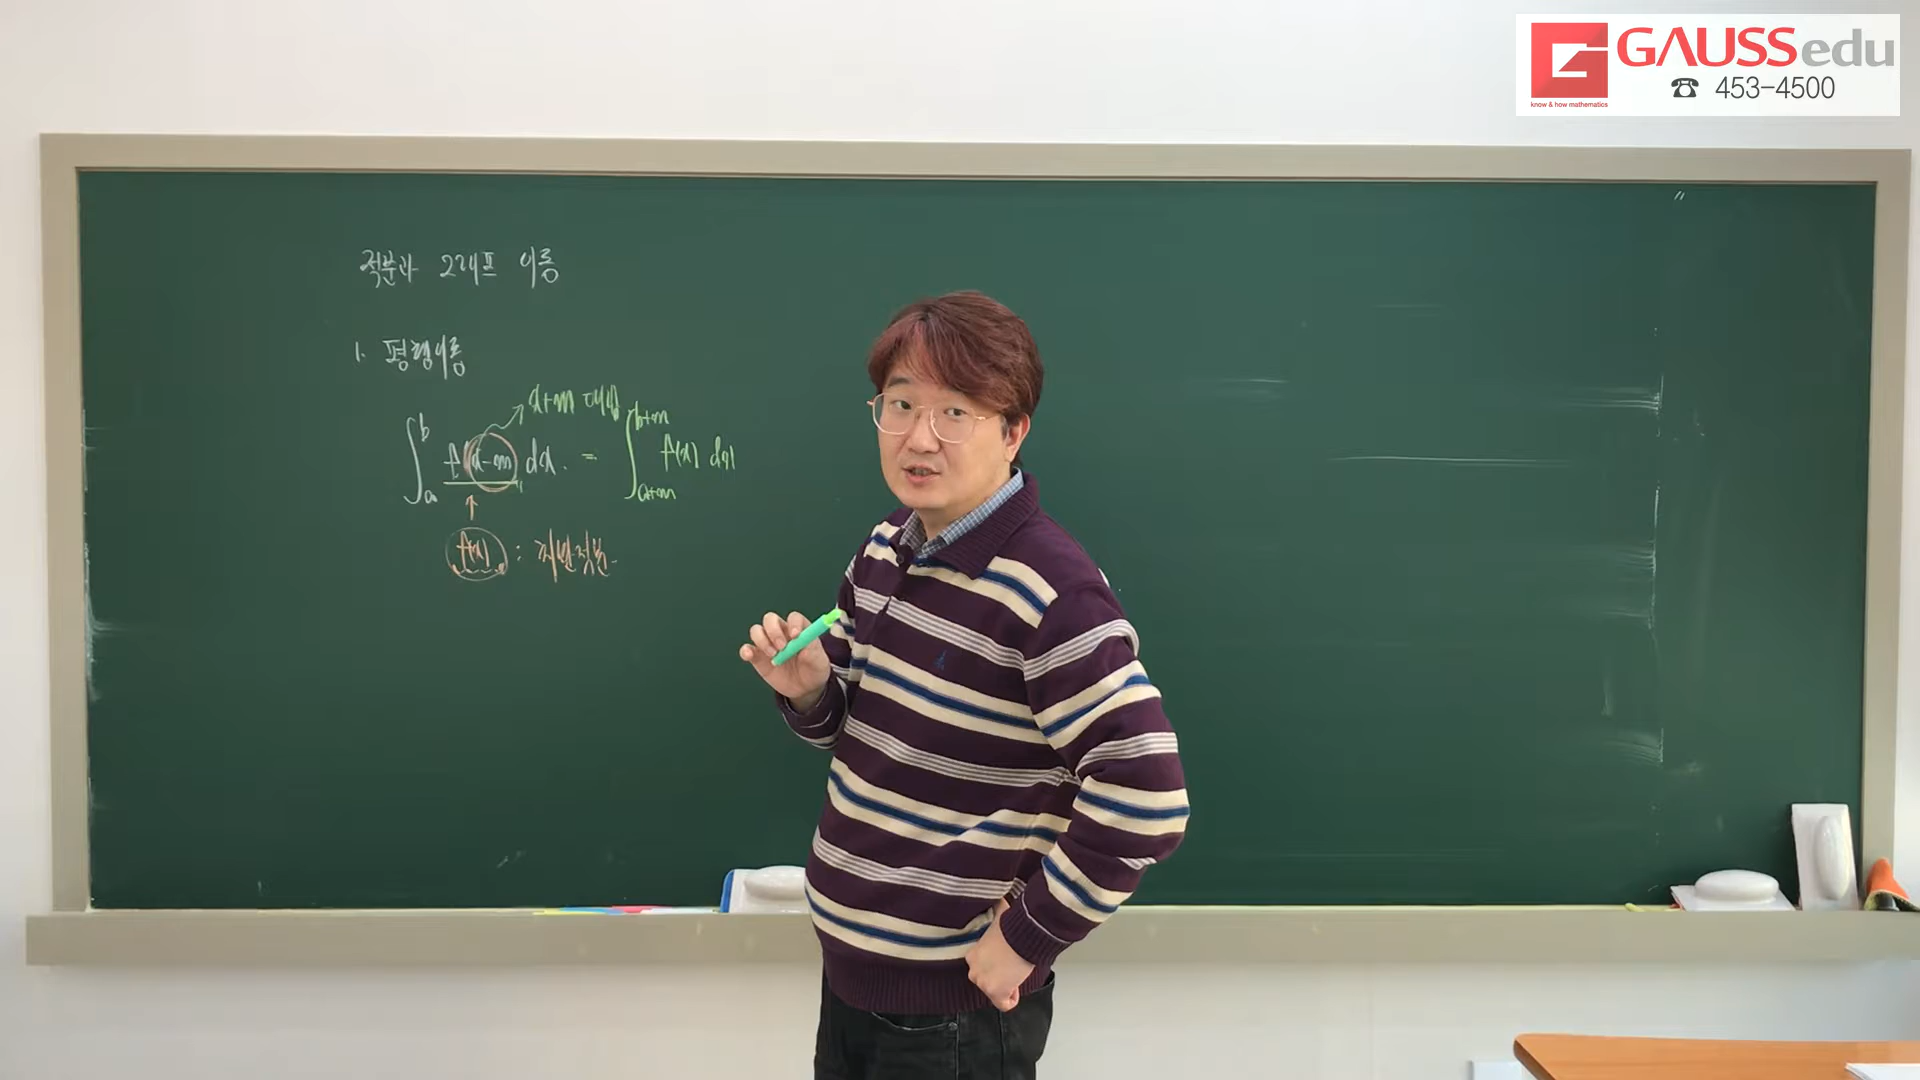 GAUSSedu
☎ 453-4500
know & how mathematics
적분과 그래프 이동
1. 평행이동
x+m 대입
∫_a^b f(x-m) dx. = ∫_{a+m}^{b+m} f(x) dx
f(x) : 치환적분.